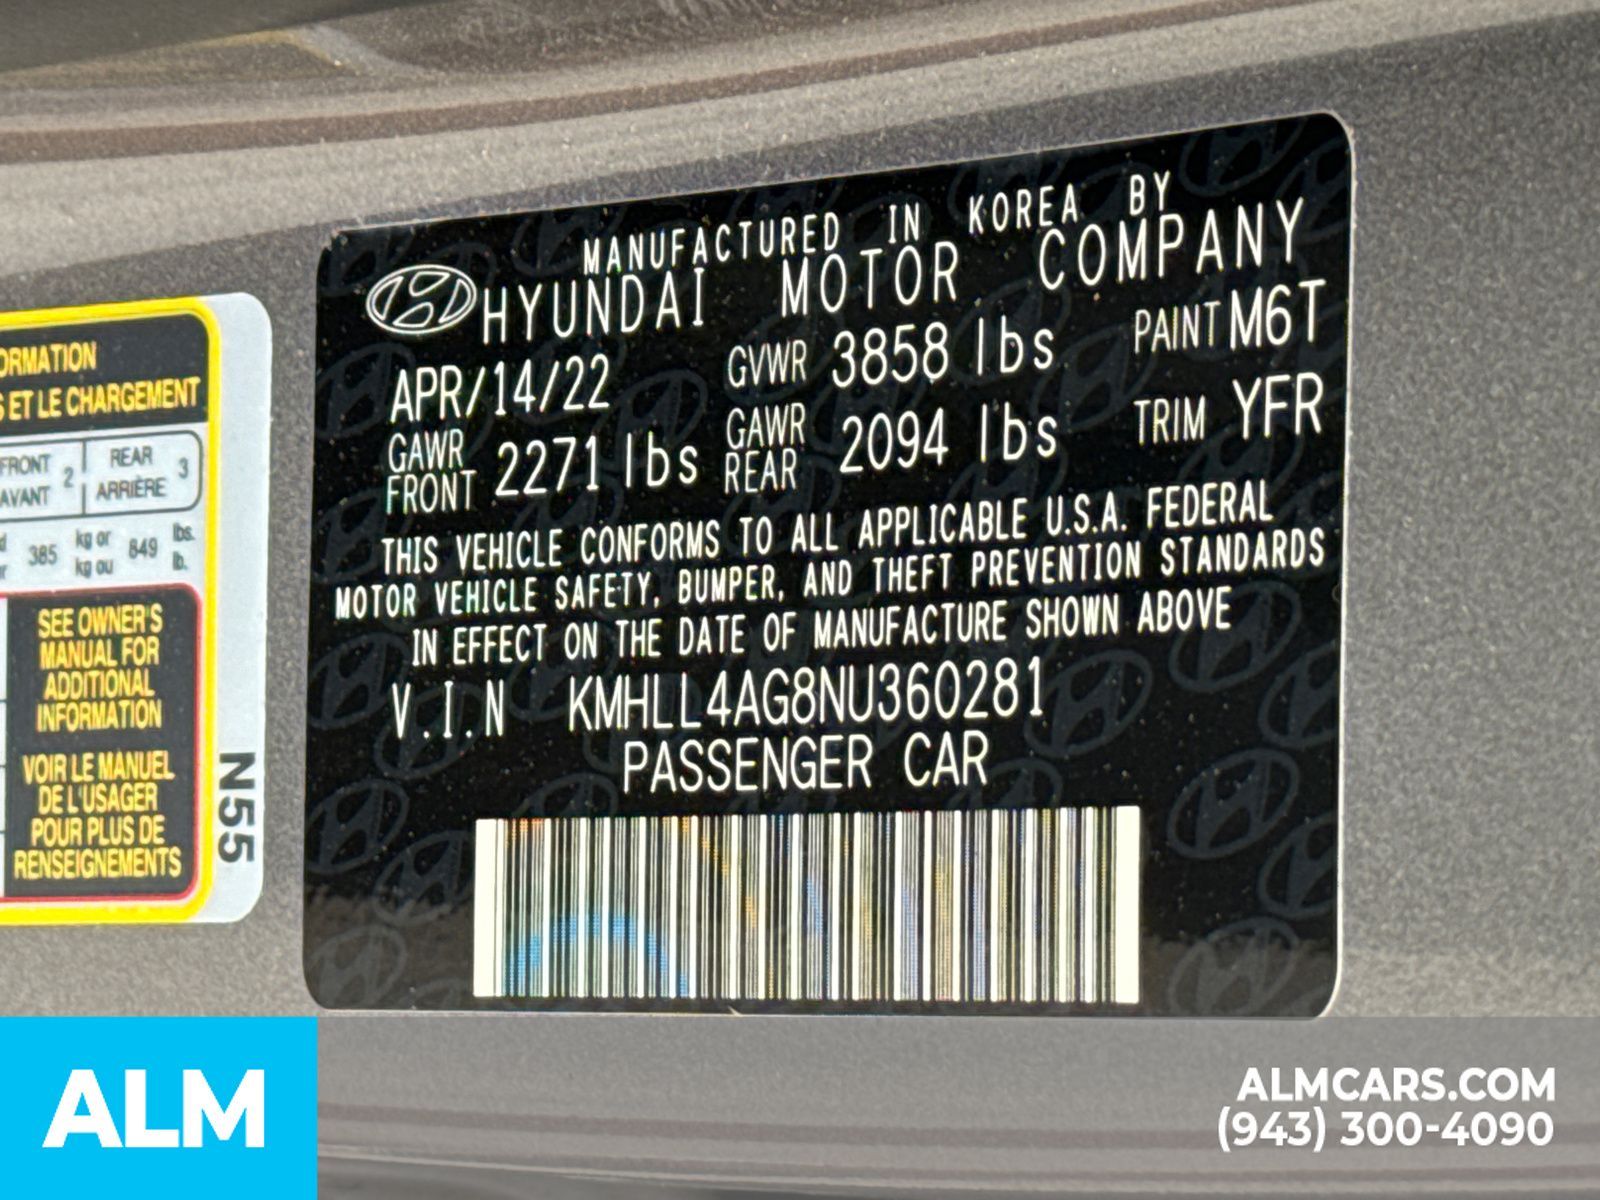 MANUFACTURED IN KOREA BY
HYUNDAI MOTOR COMPANY
APR/14/22 GVWR 3858 lbs PAINT M6T
GAWR FRONT 2271 lbs GAWR REAR 2094 lbs TRIM YFR
THIS VEHICLE CONFORMS TO ALL APPLICABLE U.S.A. FEDERAL
MOTOR VEHICLE SAFETY, BUMPER, AND THEFT PREVENTION STANDARDS
IN EFFECT ON THE DATE OF MANUFACTURE SHOWN ABOVE
V.I.N KMHLL4AG8NU360281
PASSENGER CAR
ORMATION
ET LE CHARGEMENT
FRONT
AVANT 2
REAR
ARRIÈRE 3
385 kg or
kg ou 849 lbs.
lb.
SEE OWNER'S
MANUAL FOR
ADDITIONAL
INFORMATION
VOIR LE MANUEL
DE L'USAGER
POUR PLUS DE
RENSEIGNEMENTS
N55
ALM
ALMCARS.COM
(943) 300-4090